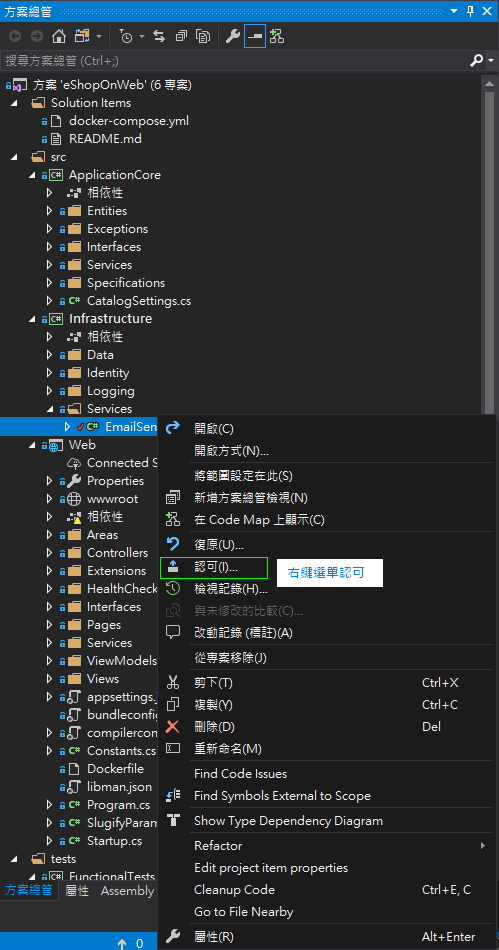 方案總管
搜尋方案總管 (Ctrl+;)
方案 'eShopOnWeb' (6 專案)
Solution Items
docker-compose.yml
README.md
src
ApplicationCore
相依性
Entities
Exceptions
Interfaces
Services
Specifications
CatalogSettings.cs
Infrastructure
相依性
Data
Identity
Logging
Services
EmailSen
Web
Connected S
Properties
wwwroot
相依性
Areas
Controllers
Extensions
HealthCheck
Interfaces
Pages
Services
ViewModels
Views
appsettings.
bundleconfig
compilercon
Constants.cs
Dockerfile
libman.json
Program.cs
SlugifyParam
Startup.cs
tests
FunctionalTests
開啟(C)
開啟方式(N)...
將範圍設定在此(S)
新增方案總管檢視(N)
在 Code Map 上顯示(C)
復原(U)...
認可(I)...
右鍵選單認可
檢視記錄(H)...
與未修改的比較(C)...
改動記錄 (標註)(A)
從專案移除(J)
剪下(T) Ctrl+X
複製(Y) Ctrl+C
刪除(D) Del
重新命名(M)
Find Code Issues
Find Symbols External to Scope
Show Type Dependency Diagram
Refactor
Edit project item properties
Cleanup Code Ctrl+E, C
Go to File Nearby
屬性(R) Alt+Enter
方案總管 屬性 Assembly
0